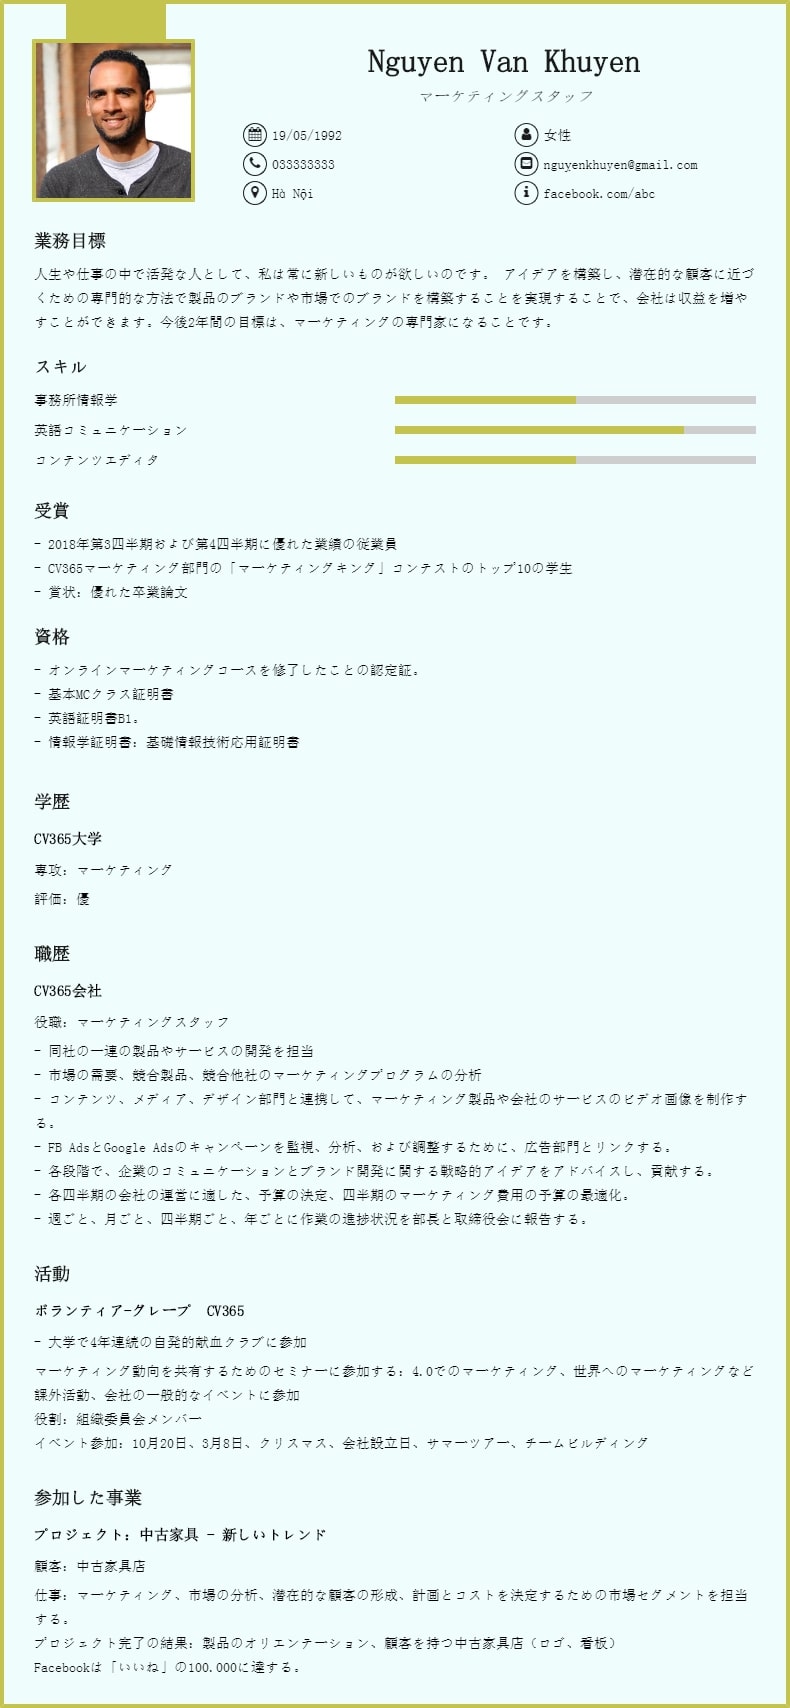 Nguyen Van Khuyen
マーケティングスタッフ
19/05/1992
女性
033333333
nguyenkhuyen@gmail.com
Hà Nội
facebook.com/abc
業務目標
人生や仕事の中で活発な人として、私は常に新しいものが欲しいのです。 アイデアを構築し、潜在的な顧客に近づ
くための専門的な方法で製品のブランドや市場でのブランドを構築することを実現することで、会社は収益を増や
すことができます。今後2年間の目標は、マーケティングの専門家になることです。
スキル
事務所情報学
英語コミュニケーション
コンテンツエディタ
受賞
- 2018年第3四半期および第4四半期に優れた業績の従業員
- CV365マーケティング部門の「マーケティングキング」コンテストのトップ10の学生
- 賞状: 優れた卒業論文
資格
- オンラインマーケティングコースを修了したことの認定証。
- 基本MCクラス証明書
- 英語証明書B1。
- 情報学証明書: 基礎情報技術応用証明書
学歴
CV365大学
専攻: マーケティング
評価: 優
職歴
CV365会社
役職: マーケティングスタッフ
- 同社の一連の製品やサービスの開発を担当
- 市場の需要、競合製品、競合他社のマーケティングプログラムの分析
- コンテンツ、メディア、デザイン部門と連携して、マーケティング製品や会社のサービスのビデオ画像を制作す
る。
- FB AdsとGoogle Adsのキャンペーンを監視、分析、および調整するために、広告部門とリンクする。
- 各段階で、企業のコミュニケーションとブランド開発に関する戦略的アイデアをアドバイスし、貢献する。
- 各四半期の会社の運営に適した、予算の決定、四半期のマーケティング費用の予算の最適化。
- 週ごと、月ごと、四半期ごと、年ごとに作業の進捗状況を部長と取締役会に報告する。
活動
ボランティア-グレープ CV365
- 大学で4年連続の自発的献血クラブに参加
マーケティング動向を共有するためのセミナーに参加する: 4.0でのマーケティング、世界へのマーケティングなど
課外活動、会社の一般的なイベントに参加
役割: 組織委員会メンバー
イベント参加: 10月20日、3月8日、クリスマス、会社設立日、サマーツアー、チームビルディング
参加した事業
プロジェクト: 中古家具 - 新しいトレンド
顧客: 中古家具店
仕事: マーケティング、市場の分析、潜在的な顧客の形成、計画とコストを決定するための市場セグメントを担当
する。
プロジェクト完了の結果: 製品のオリエンテーション、顧客を持つ中古家具店（ロゴ、看板）
Facebookは「いいね」の100.000に達する。